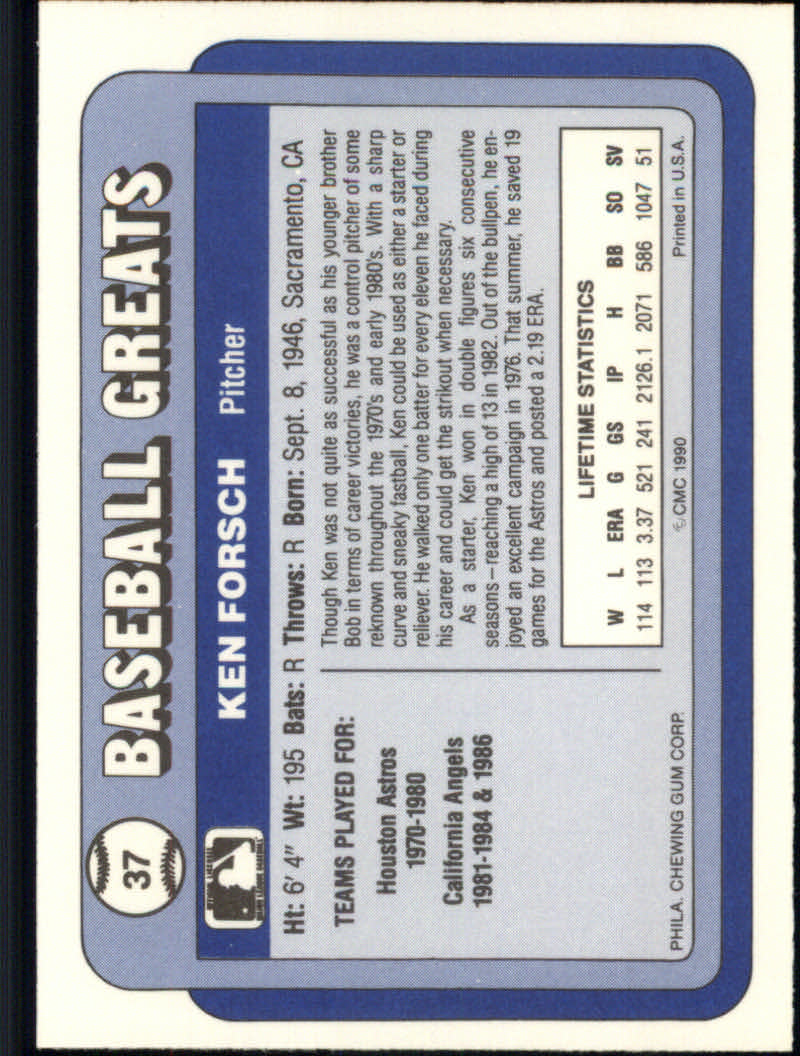 37
BASEBALL GREATS
KEN FORSCH Pitcher
Ht: 6′ 4″ Wt: 195 Bats: R Throws: R Born: Sept. 8, 1946, Sacramento, CA
TEAMS PLAYED FOR:
Houston Astros
1970-1980
California Angels
1981-1984 & 1986
Though Ken was not quite as successful as his younger brother
Bob in terms of career victories, he was a control pitcher of some
reknown throughout the 1970's and early 1980's. With a sharp
curve and sneaky fastball, Ken could be used as either a starter or
reliever. He walked only one batter for every eleven he faced during
his career and could get the strikeout when necessary.
As a starter, Ken won in double figures six consecutive
seasons—reaching a high of 13 in 1982. Out of the bullpen, he en-
joyed an excellent campaign in 1976. That summer, he saved 19
games for the Astros and posted a 2.19 ERA.
LIFETIME STATISTICS
W L ERA G GS IP H BB SO SV
114 113 3.37 521 241 2126.1 2071 586 1047 51
PHILA. CHEWING GUM CORP. © CMC 1990 Printed in U.S.A.